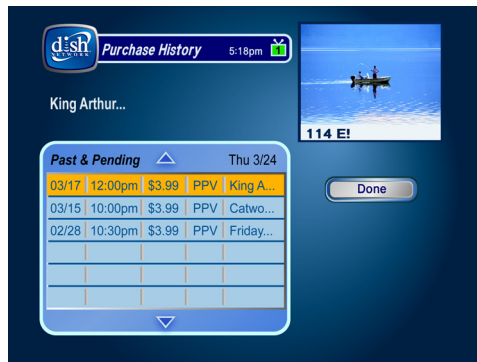 dish
NETWORK
Purchase History 5:18pm 1
King Arthur...
114 E!
Past & Pending Thu 3/24
03/17 12:00pm $3.99 PPV King A...
03/15 10:00pm $3.99 PPV Catwo...
02/28 10:30pm $3.99 PPV Friday...
Done